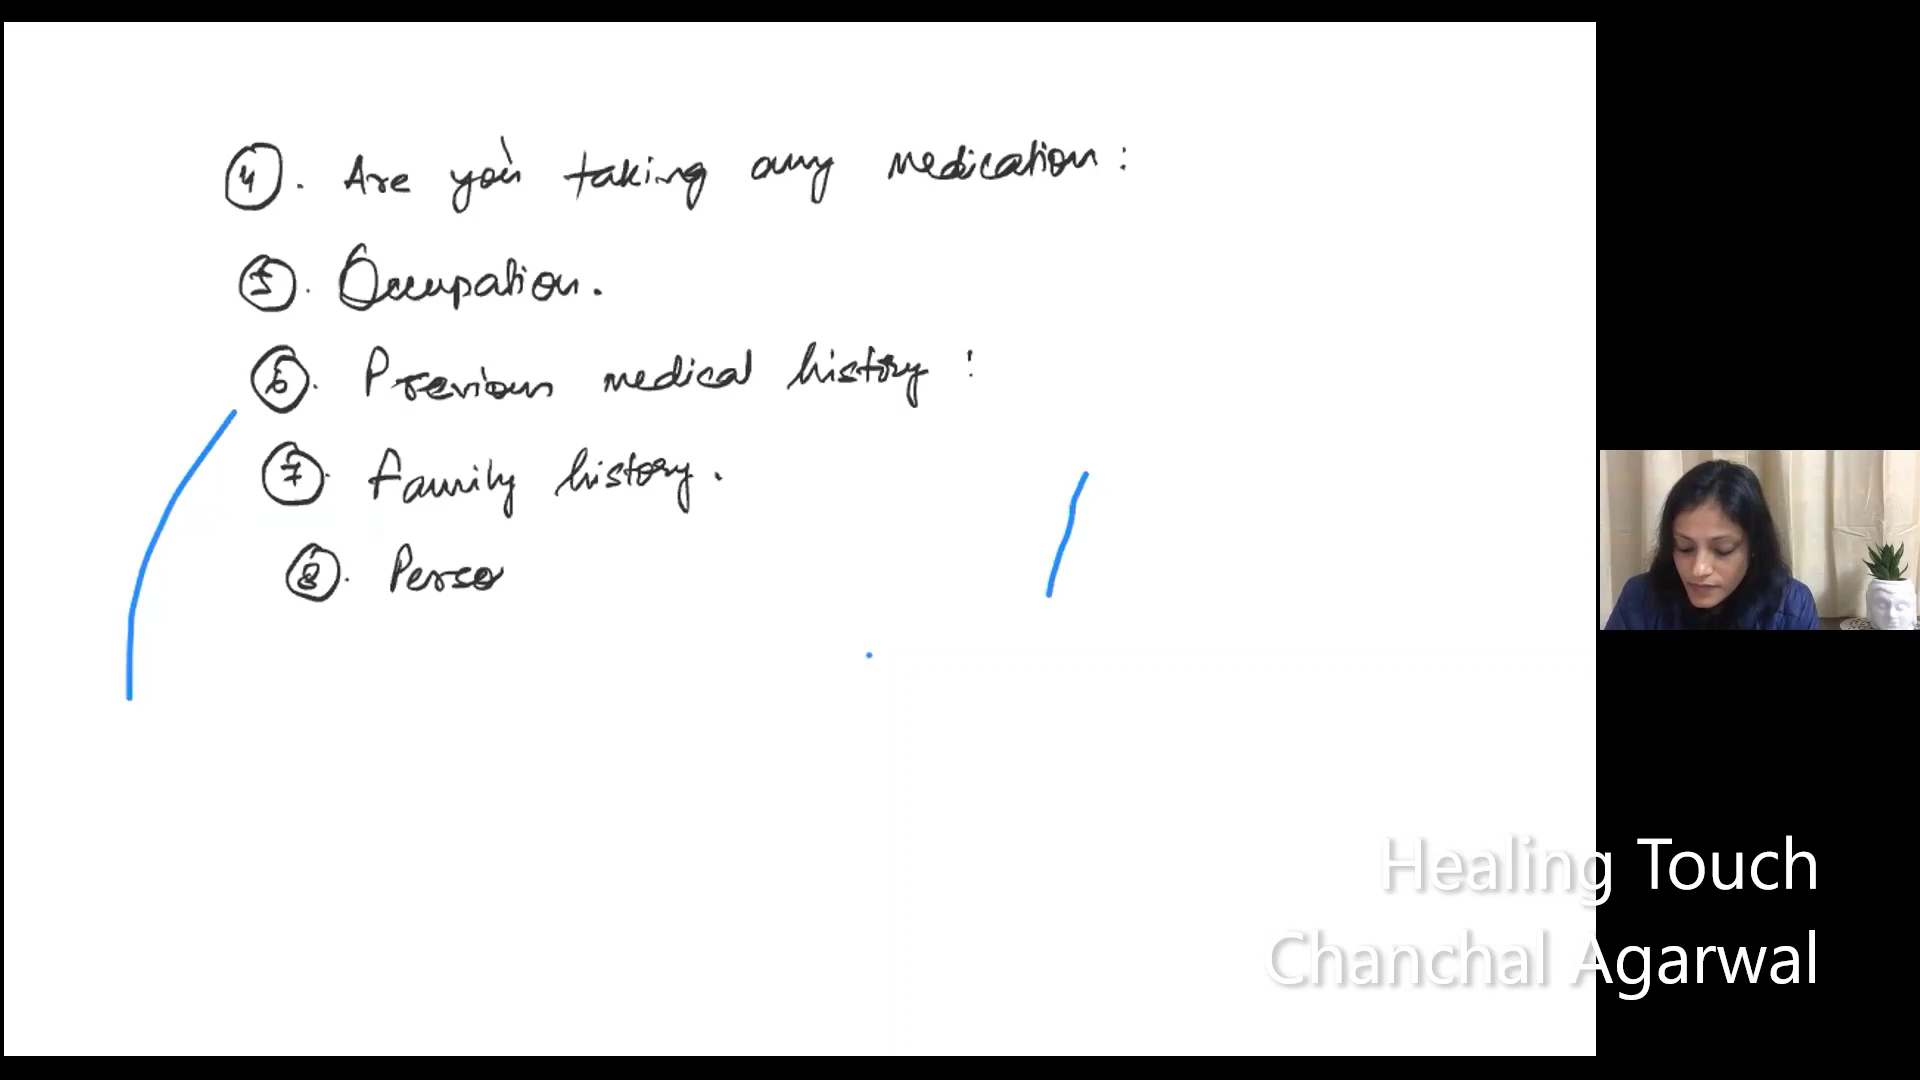 4. Are you taking any medication:
5. Occupation.
6. Previous medical history:
7. family history.
8. Perso
Healing Touch
Chanchal Agarwal